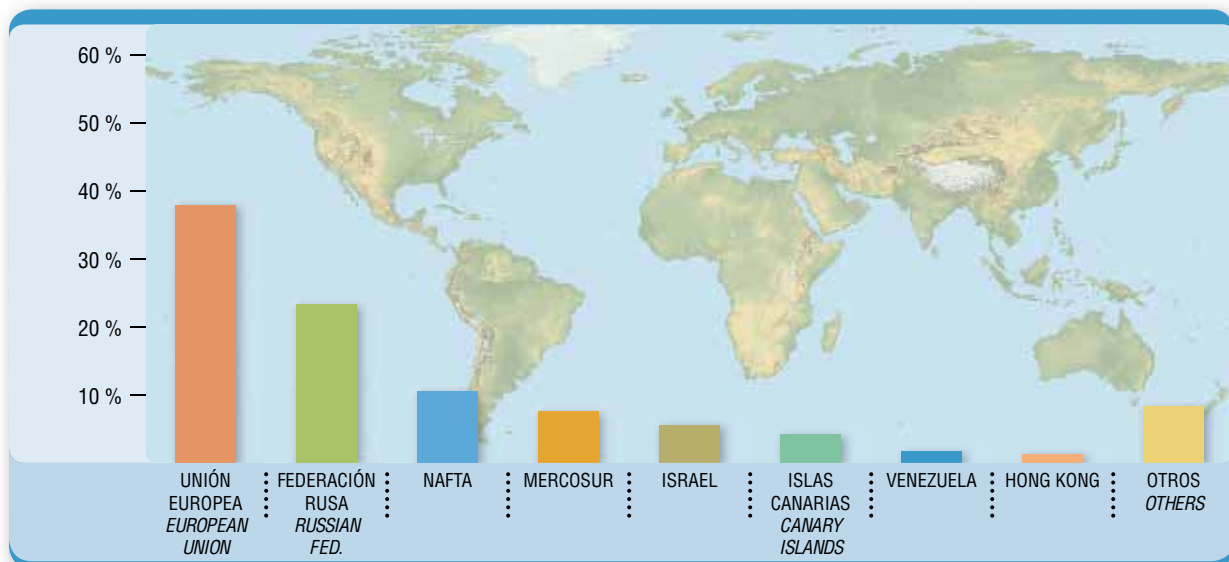 60 %
50 %
40 %
30 %
20 %
10 %
UNIÓN
EUROPEA
EUROPEAN
UNION
FEDERACIÓN
RUSA
RUSSIAN
FED.
NAFTA
MERCOSUR
ISRAEL
ISLAS
CANARIAS
CANARY
ISLANDS
VENEZUELA
HONG KONG
OTROS
OTHERS